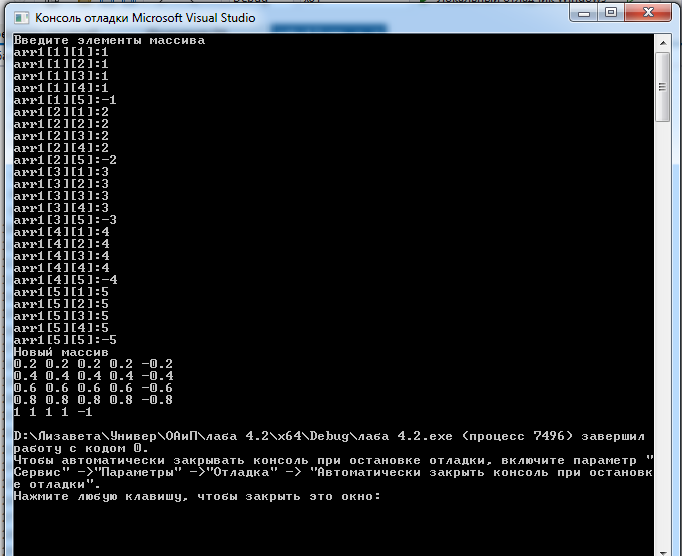 Консоль отладки Microsoft Visual Studio
Введите элементы массива
arr1[1][1]:1
arr1[1][2]:1
arr1[1][3]:1
arr1[1][4]:1
arr1[1][5]:-1
arr1[2][1]:2
arr1[2][2]:2
arr1[2][3]:2
arr1[2][4]:2
arr1[2][5]:-2
arr1[3][1]:3
arr1[3][2]:3
arr1[3][3]:3
arr1[3][4]:3
arr1[3][5]:-3
arr1[4][1]:4
arr1[4][2]:4
arr1[4][3]:4
arr1[4][4]:4
arr1[4][5]:-4
arr1[5][1]:5
arr1[5][2]:5
arr1[5][3]:5
arr1[5][4]:5
arr1[5][5]:-5
Новый массив
0.2 0.2 0.2 0.2 -0.2
0.4 0.4 0.4 0.4 -0.4
0.6 0.6 0.6 0.6 -0.6
0.8 0.8 0.8 0.8 -0.8
1 1 1 1 -1
D:\Лизавета\Универ\ОАиП\лаба 4.2\x64\Debug\лаба 4.2.exe (процесс 7496) завершил
работу с кодом 0.
Чтобы автоматически закрывать консоль при остановке отладки, включите параметр "
Сервис" ->"Параметры" ->"Отладка" -> "Автоматически закрыть консоль при остановк
е отладки".
Нажмите любую клавишу, чтобы закрыть это окно: